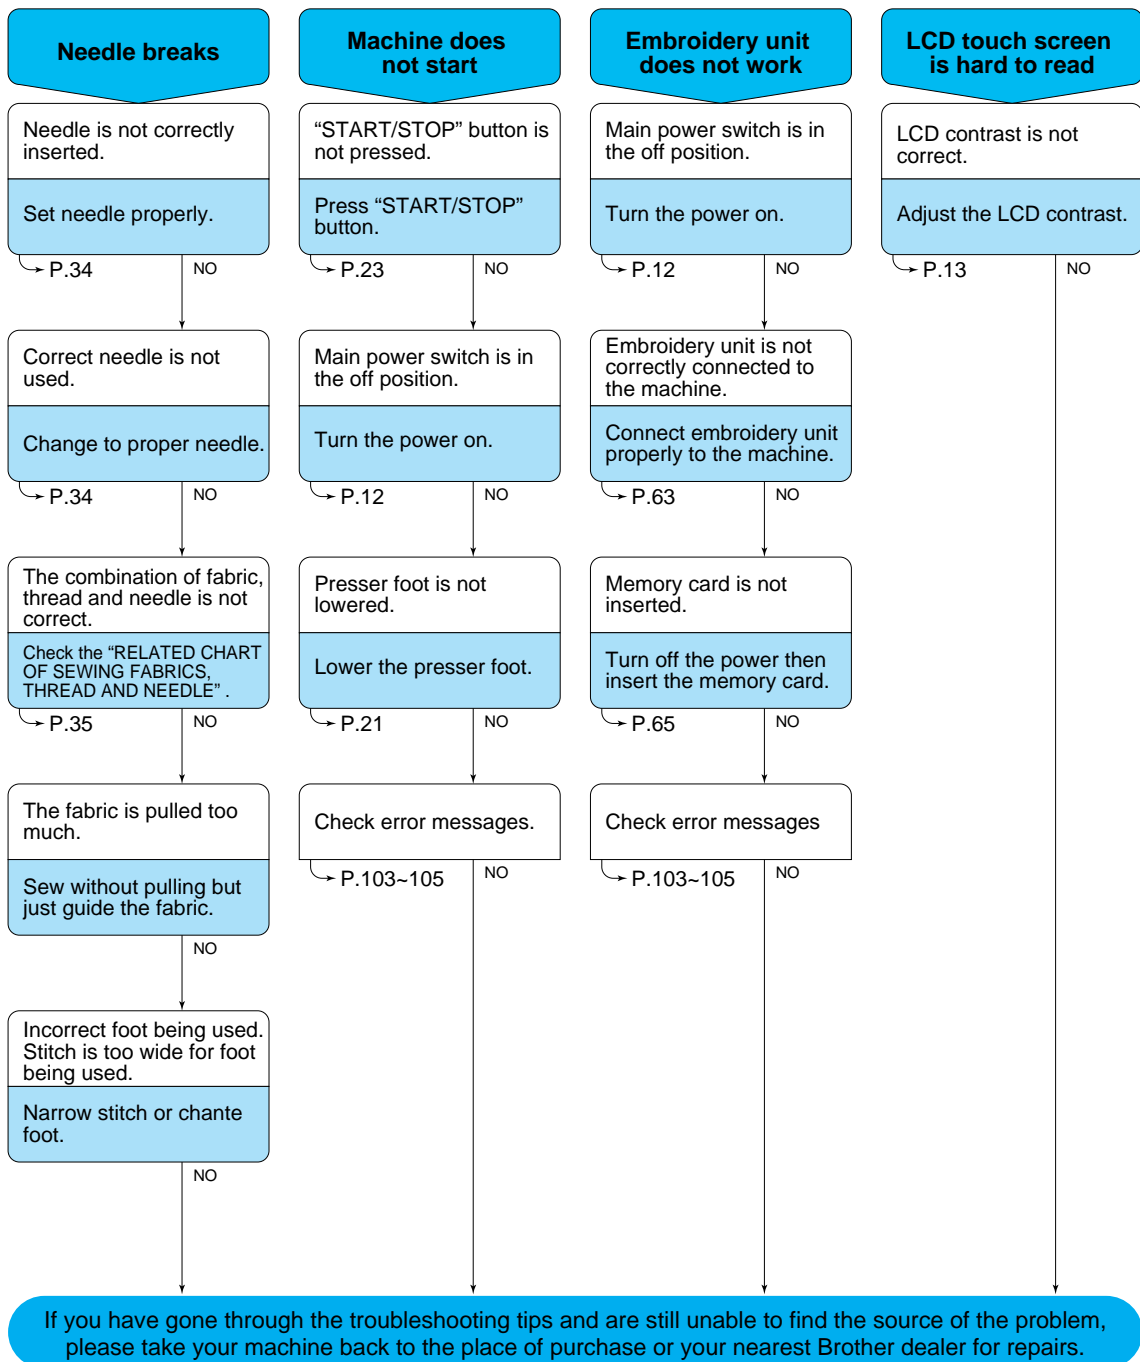 Needle breaks
Needle is not correctly
inserted.
Set needle properly.
P.34
NO
Correct needle is not
used.
Change to proper needle.
P.34
NO
The combination of fabric,
thread and needle is not
correct.
Check the “RELATED CHART
OF SEWING FABRICS,
THREAD AND NEEDLE” .
P.35
NO
The fabric is pulled too
much.
Sew without pulling but
just guide the fabric.
NO
Incorrect foot being used.
Stitch is too wide for foot
being used.
Narrow stitch or chante
foot.
NO
Machine does
not start
“START/STOP” button is
not pressed.
Press “START/STOP”
button.
P.23
NO
Main power switch is in
the off position.
Turn the power on.
P.12
NO
Presser foot is not
lowered.
Lower the presser foot.
P.21
NO
Check error messages.
P.103~105
NO
Embroidery unit
does not work
Main power switch is in
the off position.
Turn the power on.
P.12
NO
Embroidery unit is not
correctly connected to
the machine.
Connect embroidery unit
properly to the machine.
P.63
NO
Memory card is not
inserted.
Turn off the power then
insert the memory card.
P.65
NO
Check error messages
P.103~105
NO
LCD touch screen
is hard to read
LCD contrast is not
correct.
Adjust the LCD contrast.
P.13
NO
If you have gone through the troubleshooting tips and are still unable to find the source of the problem,
please take your machine back to the place of purchase or your nearest Brother dealer for repairs.